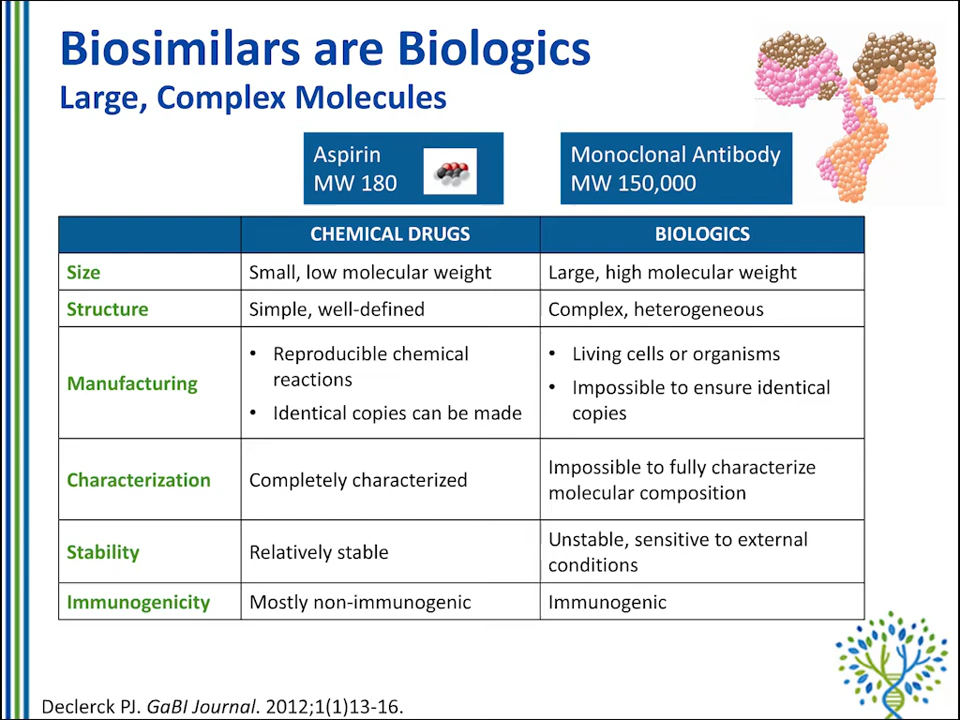 Biosimilars are Biologics
Large, Complex Molecules
Aspirin
MW 180
Monoclonal Antibody
MW 150,000
CHEMICAL DRUGS
BIOLOGICS
Size
Small, low molecular weight
Large, high molecular weight
Structure
Simple, well-defined
Complex, heterogeneous
Manufacturing
• Reproducible chemical
reactions
• Identical copies can be made
• Living cells or organisms
• Impossible to ensure identical
copies
Characterization
Completely characterized
Impossible to fully characterize
molecular composition
Stability
Relatively stable
Unstable, sensitive to external
conditions
Immunogenicity
Mostly non-immunogenic
Immunogenic
Declerck PJ. GaBI Journal. 2012;1(1)13-16.